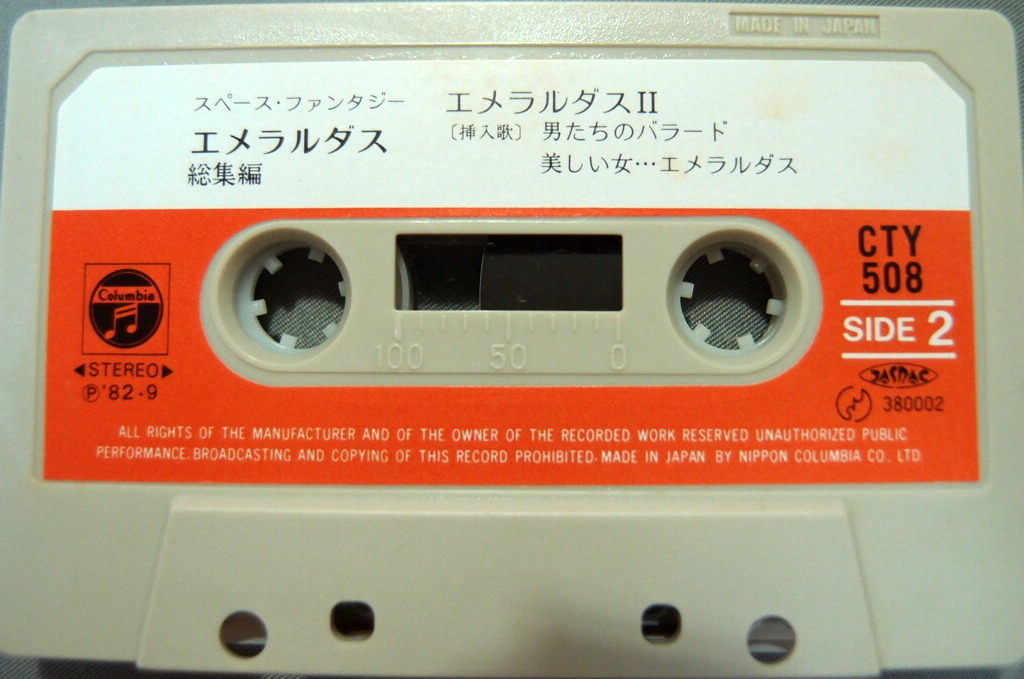 MADE IN JAPAN
スペース・ファンタジー
エメラルダス
総集編
エメラルダスII
〔挿入歌〕 男たちのバラード
美しい女…エメラルダス
CTY
508
SIDE 2
Columbia
◀STEREO▶
Ⓟ'82・9
100 50 0
JASRAC
380002
ALL RIGHTS OF THE MANUFACTURER AND OF THE OWNER OF THE RECORDED WORK RESERVED UNAUTHORIZED PUBLIC
PERFORMANCE. BROADCASTING AND COPYING OF THIS RECORD PROHIBITED・MADE IN JAPAN BY NIPPON COLUMBIA CO., LTD